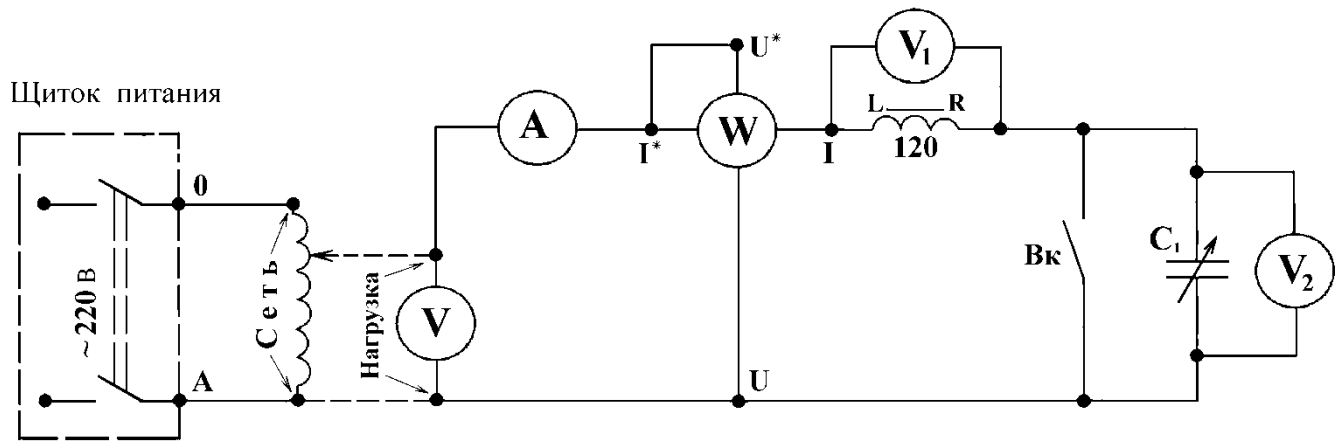 Щиток питания
~220 В
0
A
Сеть
Нагрузка
V
A
I*
U*
W
U
I
V₁
L R
120
Вк
C₁
V₂